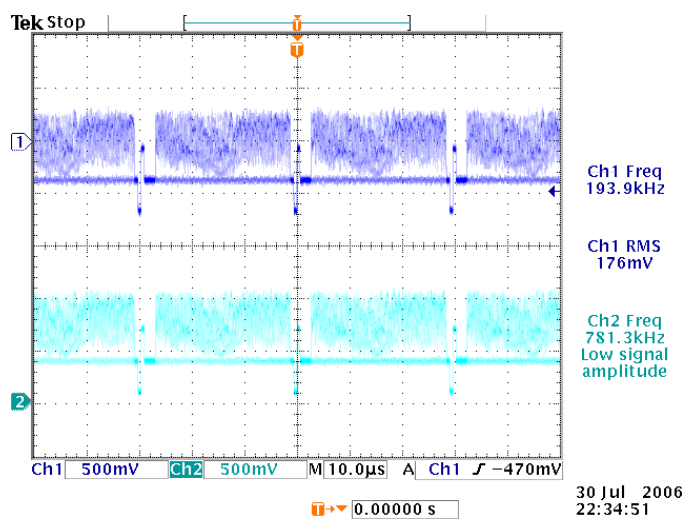 Tek Stop
T
T
1
Ch1 Freq
193.9kHz
Ch1 RMS
176mV
Ch2 Freq
781.3kHz
Low signal
amplitude
2
Ch1 500mV Ch2 500mV M 10.0µs A Ch1 ∫ −470mV
T 0.00000 s
30 Jul 2006
22:34:51